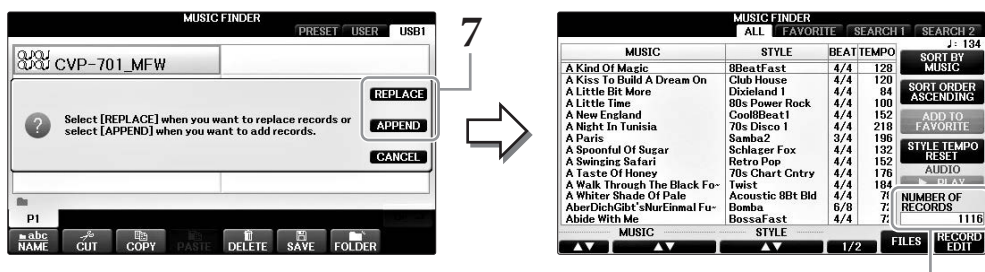 MUSIC FINDER
PRESET USER USB1
CVP-701_MFW
REPLACE
Select [REPLACE] when you want to replace records or
select [APPEND] when you want to add records.
APPEND
CANCEL
P1
abc
NAME CUT COPY PASTE DELETE SAVE FOLDER
7
MUSIC FINDER
ALL FAVORITE SEARCH 1 SEARCH 2
♩: 134
MUSIC STYLE BEAT TEMPO
A Kind Of Magic 8BeatFast 4/4 128
A Kiss To Build A Dream On Club House 4/4 120
A Little Bit More Dixieland 1 4/4 84
A Little Time 80s Power Rock 4/4 100
A New England Cool8Beat1 4/4 152
A Night In Tunisia 70s Disco 1 4/4 218
A Paris Samba2 3/4 196
A Spoonful Of Sugar Schlager Fox 4/4 132
A Swinging Safari Retro Pop 4/4 152
A Taste Of Honey 70s Chart Cntry 4/4 176
A Walk Through The Black Fo~ Twist 4/4 184
A Whiter Shade Of Pale Acoustic 8Bt Bld 4/4
AberDichGibt'sNurEinmal Fu~ Bomba 6/8
Abide With Me BossaFast 4/4
SORT BY
MUSIC
SORT ORDER
ASCENDING
ADD TO
FAVORITE
STYLE TEMPO
RESET
AUDIO
PLAY
NUMBER OF
RECORDS
1116
MUSIC STYLE
▲▼ ▲▼ ▲▼ 1/2 FILES RECORD
EDIT